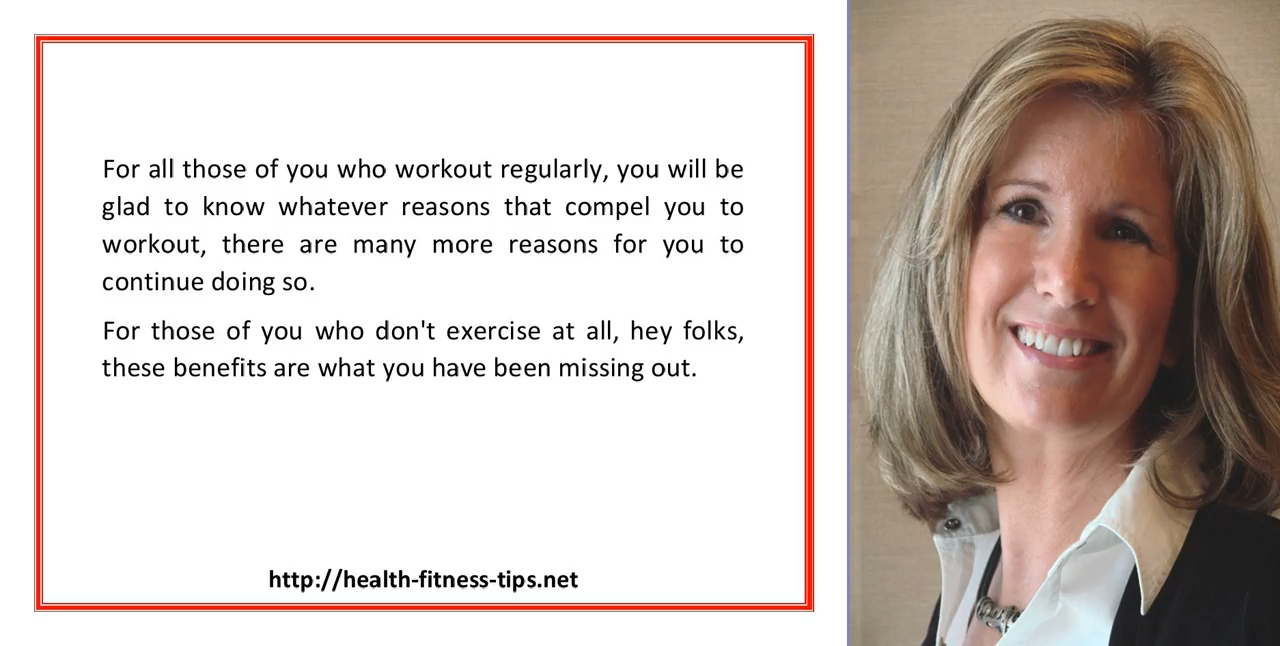 For all those of you who workout regularly, you will be
glad to know whatever reasons that compel you to
workout, there are many more reasons for you to
continue doing so.
For those of you who don't exercise at all, hey folks,
these benefits are what you have been missing out.
http://health-fitness-tips.net